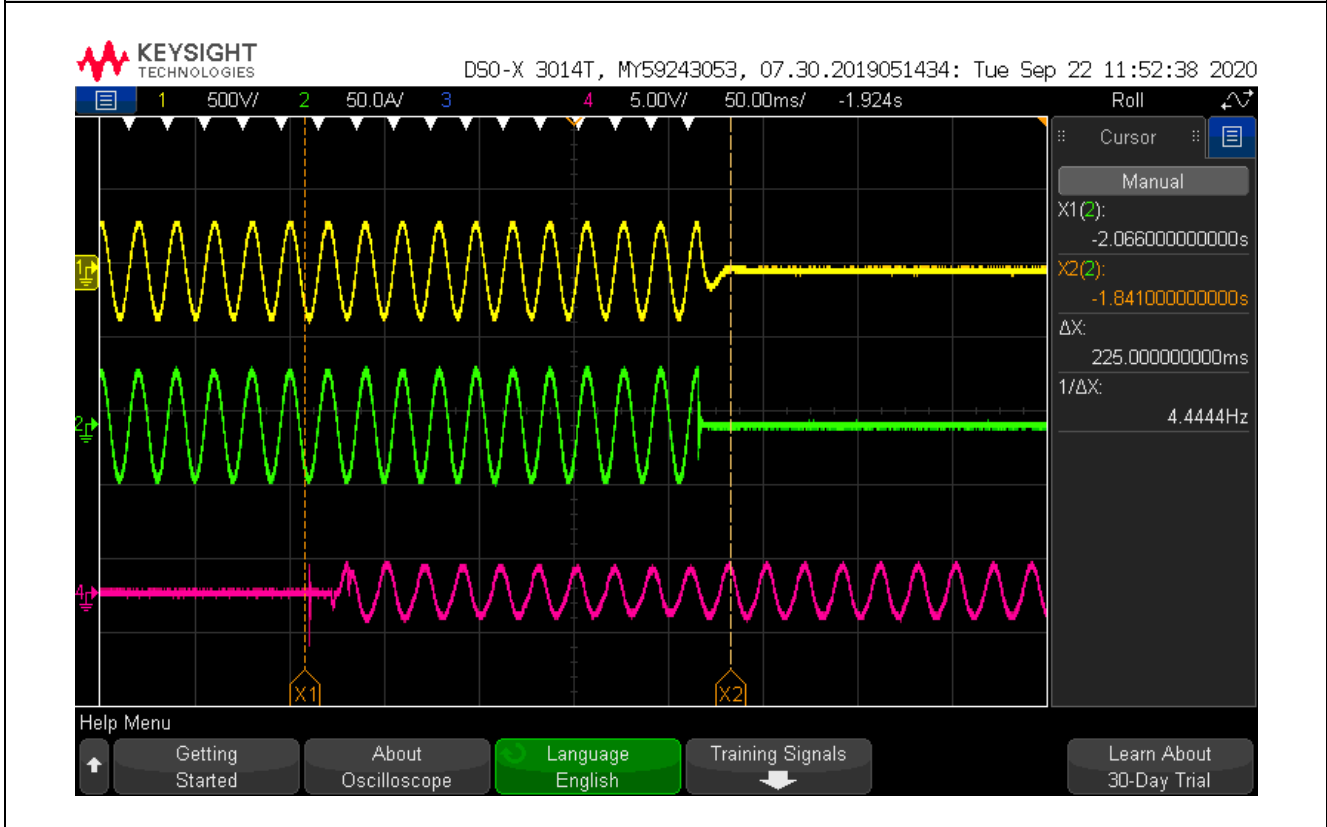 KEYSIGHT
TECHNOLOGIES
DSO-X 3014T, MY59243053, 07.30.2019051434: Tue Sep 22 11:52:38 2020
1 500V/ 2 50.0A/ 3 4 5.00V/ 50.00ms/ -1.924s Roll
Cursor
Manual
X1(2):
-2.066000000000s
X2(2):
-1.841000000000s
ΔX:
225.000000000ms
1/ΔX:
4.4444Hz
1
2
4
X1 X2
Help Menu
Getting Started
About Oscilloscope
Language English
Training Signals
Learn About 30-Day Trial